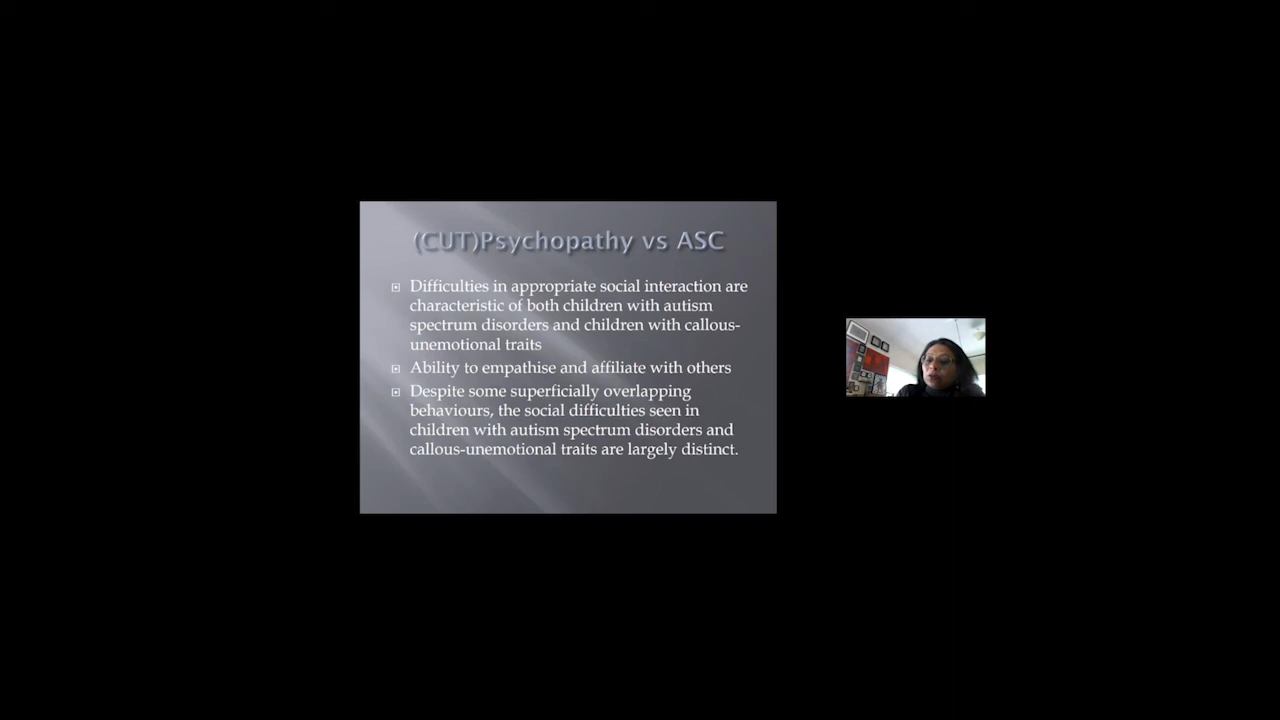 (CUT)Psychopathy vs ASC
Difficulties in appropriate social interaction are
characteristic of both children with autism
spectrum disorders and children with callous-
unemotional traits
Ability to empathise and affiliate with others
Despite some superficially overlapping
behaviours, the social difficulties seen in
children with autism spectrum disorders and
callous-unemotional traits are largely distinct.